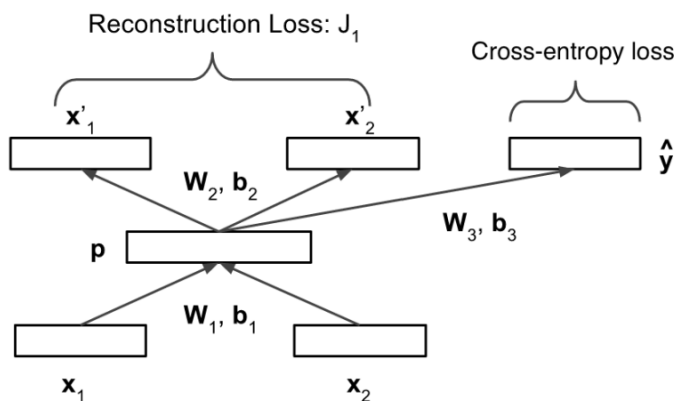 Reconstruction Loss: J₁
Cross-entropy loss
x'₁
x'₂
ŷ
W₂, b₂
W₃, b₃
p
W₁, b₁
x₁
x₂